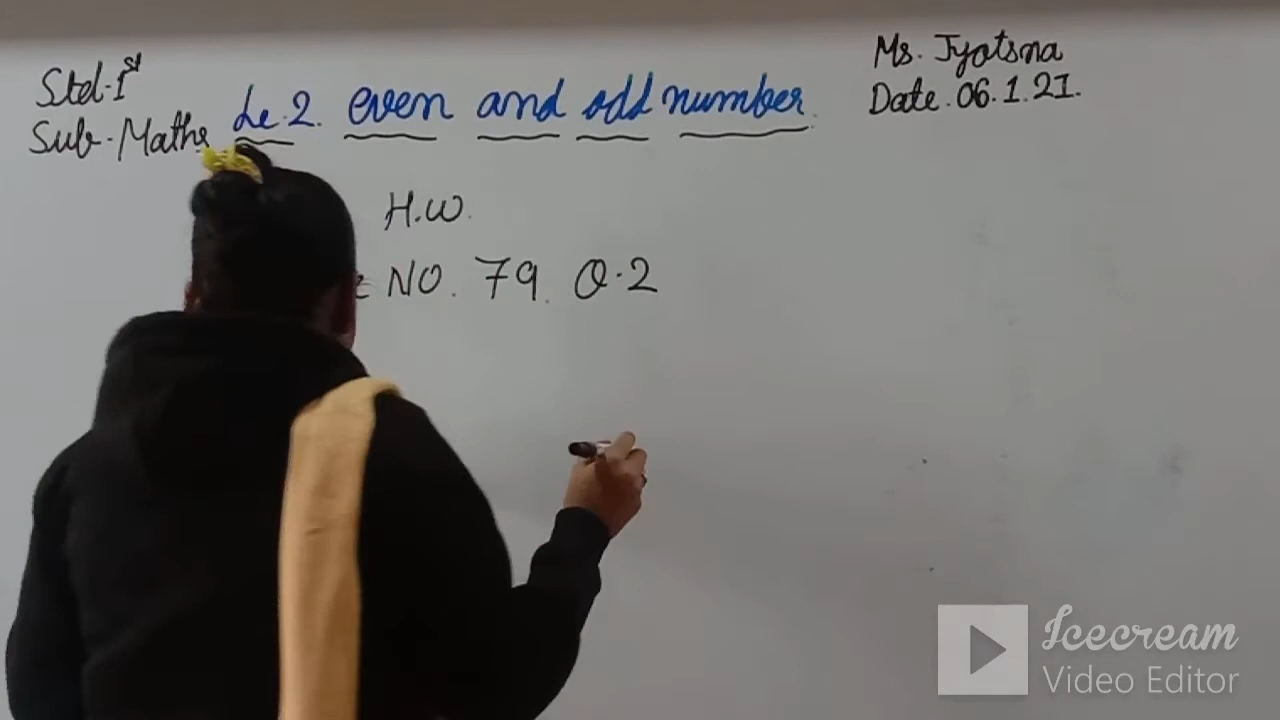 Std-1st
Sub-Maths
Le.2. even and odd number.
Ms. Jyotsna
Date.06.1.21.
H.W.
NO. 79. Q.2
Icecream
Video Editor